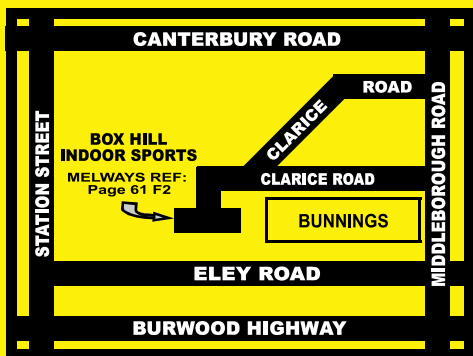 CANTERBURY ROAD
ROAD
CLARICE
BOX HILL
INDOOR SPORTS
MELWAYS REF:
Page 61 F2
STATION STREET
CLARICE ROAD
MIDDLEBOROUGH ROAD
BUNNINGS
ELEY ROAD
BURWOOD HIGHWAY